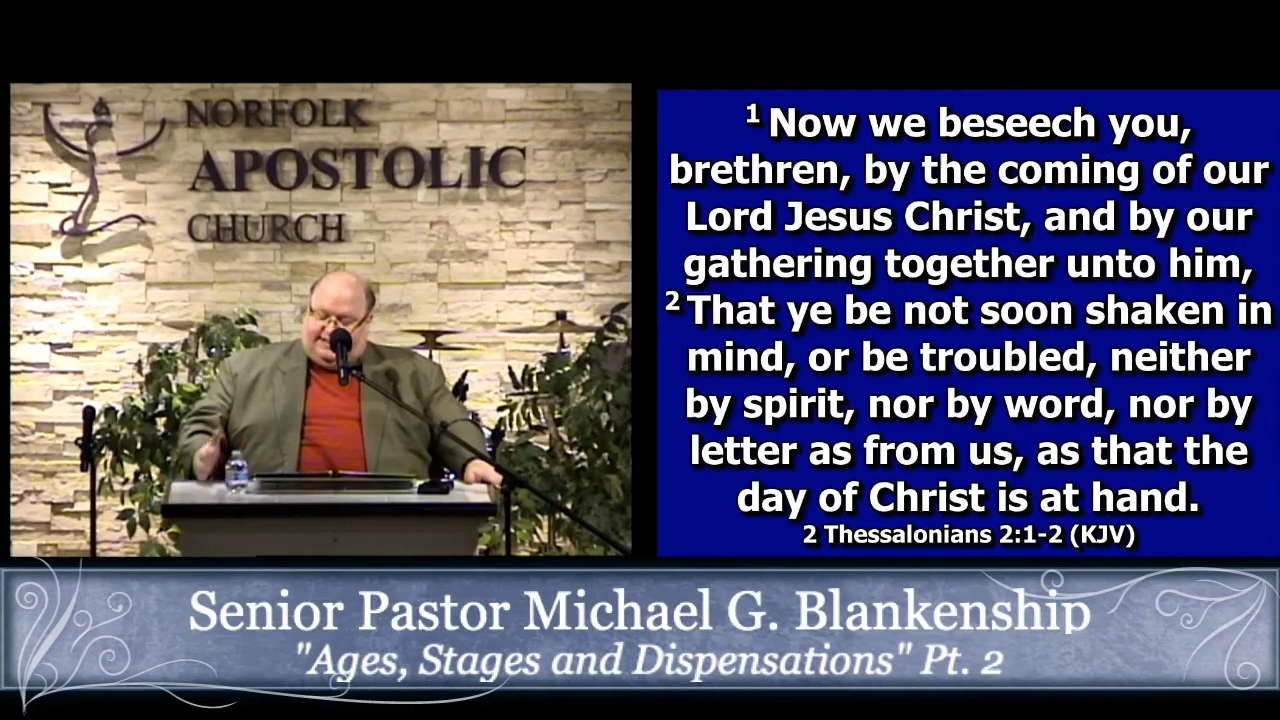 NORFOLK
APOSTOLIC
CHURCH
1 Now we beseech you,
brethren, by the coming of our
Lord Jesus Christ, and by our
gathering together unto him,
2 That ye be not soon shaken in
mind, or be troubled, neither
by spirit, nor by word, nor by
letter as from us, as that the
day of Christ is at hand.
2 Thessalonians 2:1-2 (KJV)
Senior Pastor Michael G. Blankenship
"Ages, Stages and Dispensations" Pt. 2